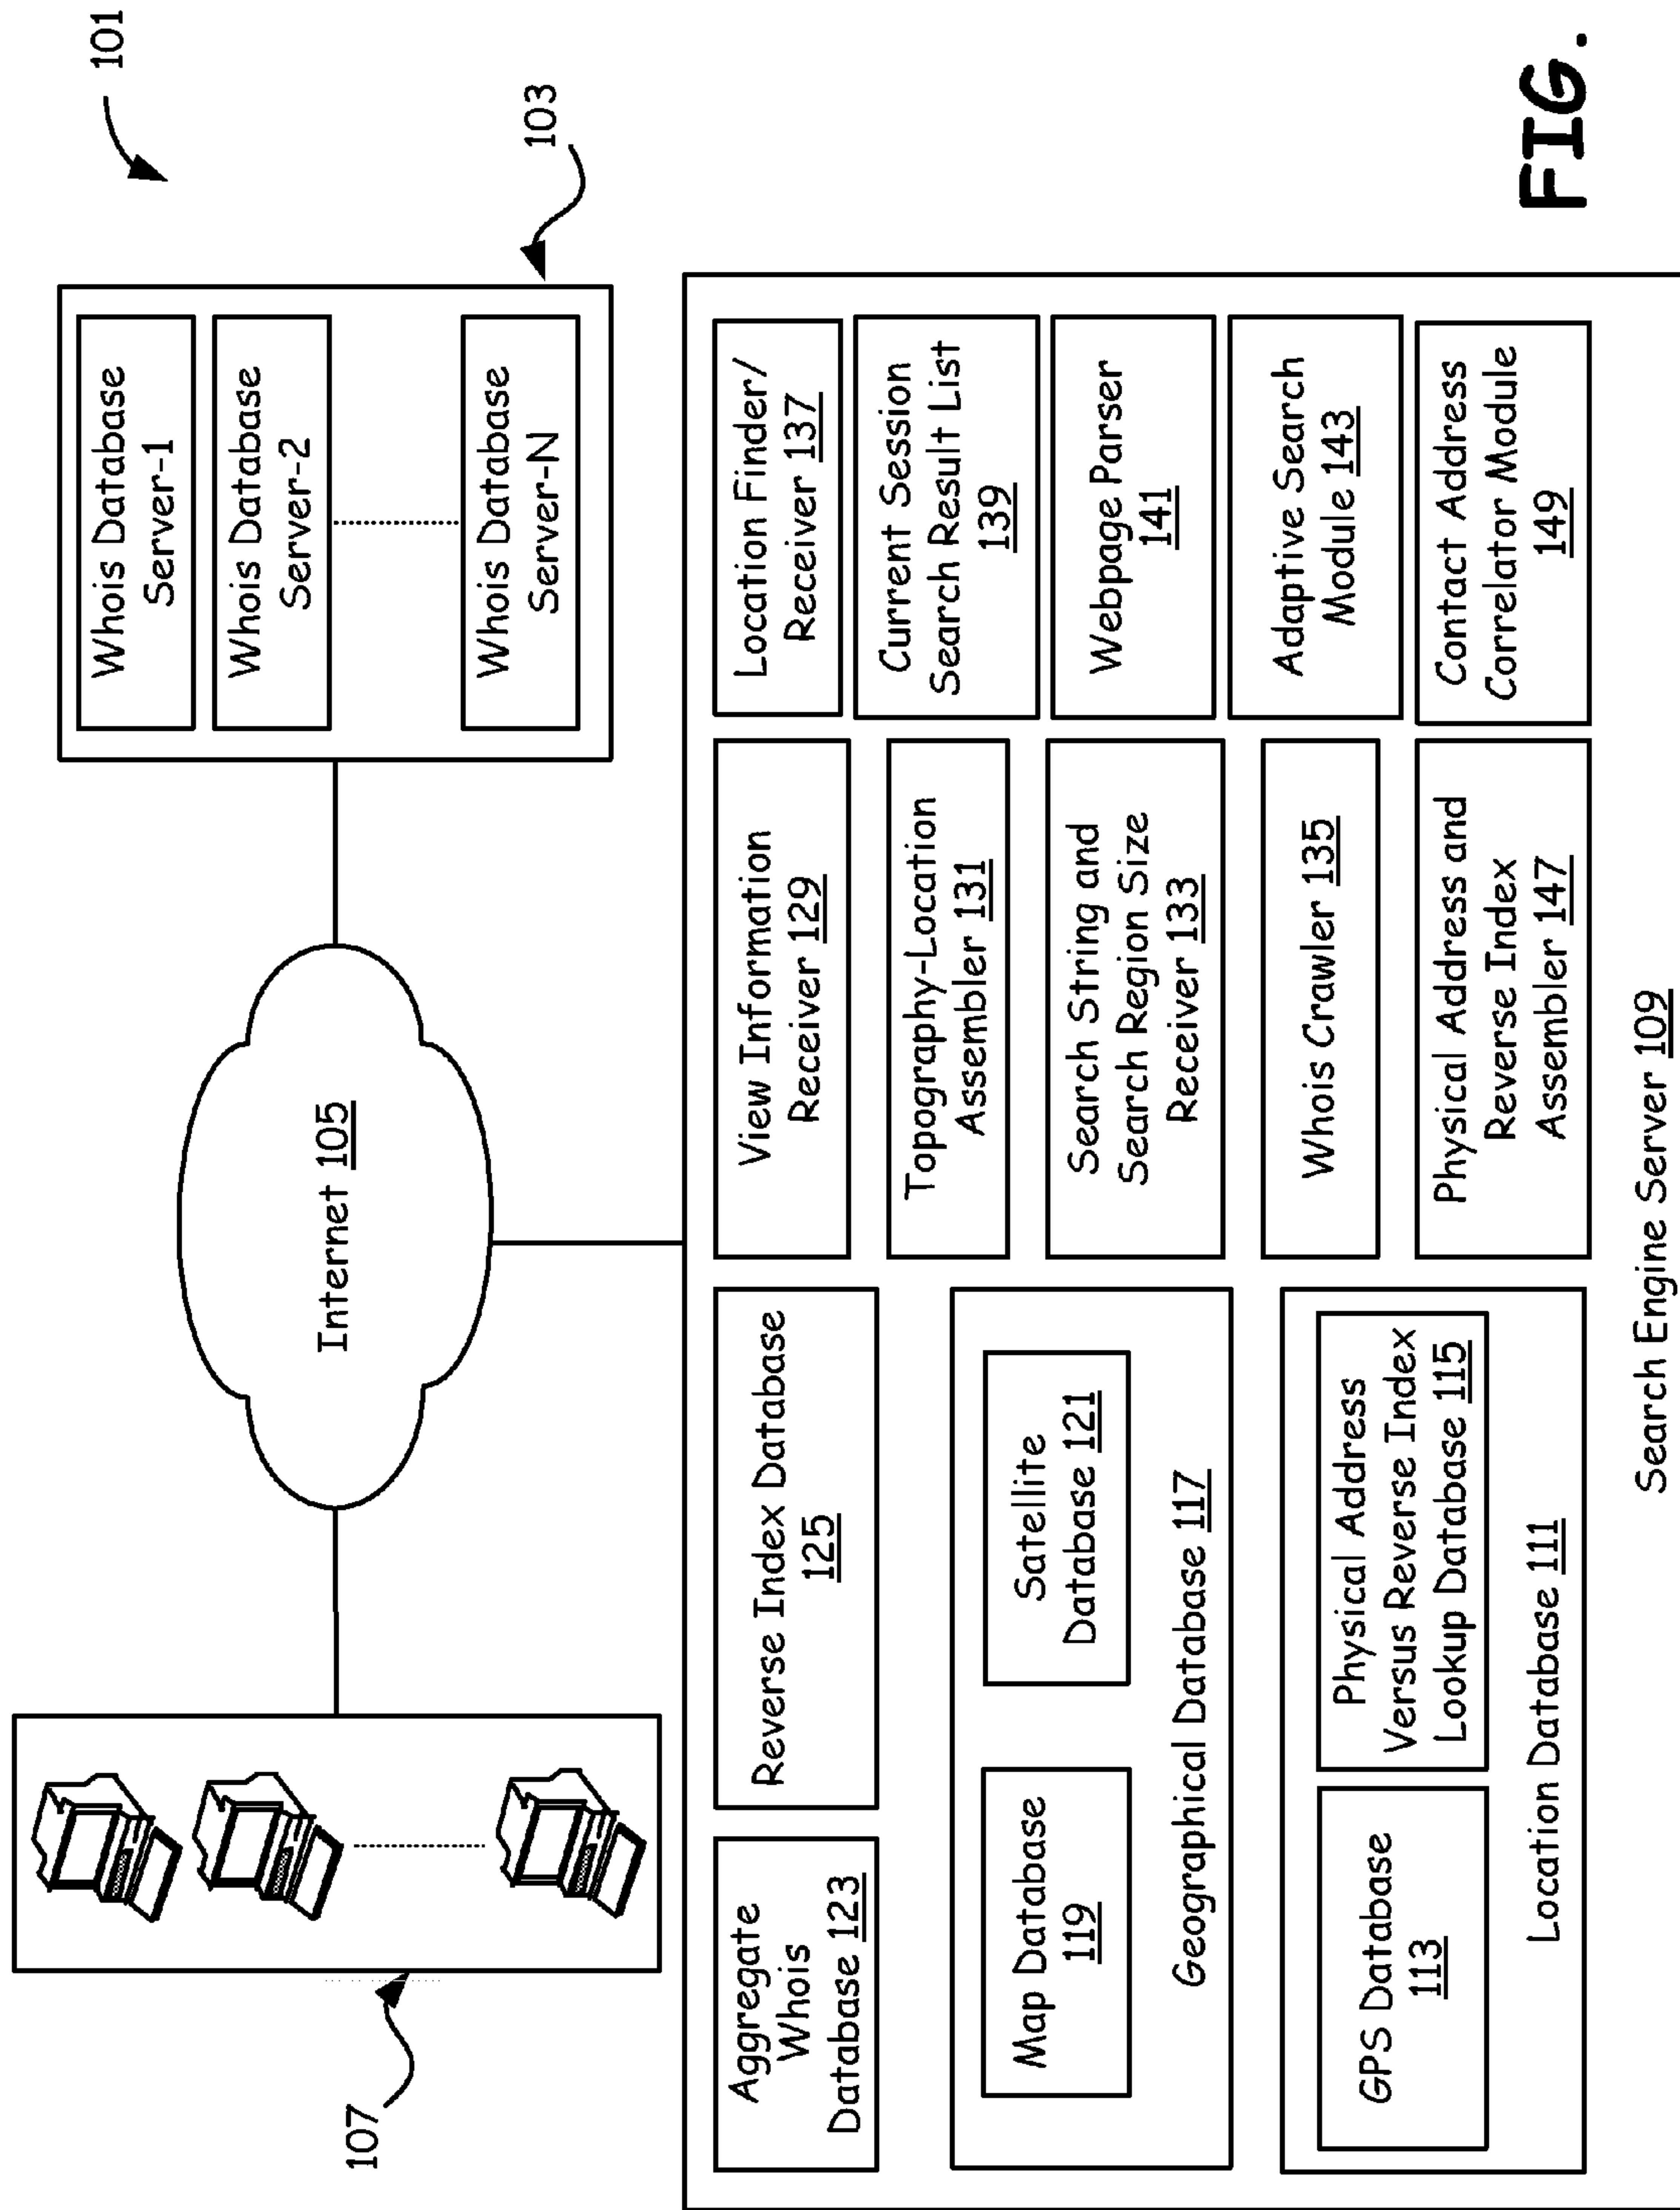 101
107
103
Whois Database
Server-1
Whois Database
Server-2
Whois Database
Server-N
Internet 105
Aggregate
Whois
Database 123
Reverse Index Database
125
Map Database
119
Satellite
Database 121
Geographical Database 117
GPS Database
113
Physical Address
Versus Reverse Index
Lookup Database 115
Location Database 111
View Information
Receiver 129
Topography-Location
Assembler 131
Search String and
Search Region Size
Receiver 133
Whois Crawler 135
Physical Address and
Reverse Index
Assembler 147
Location Finder/
Receiver 137
Current Session
Search Result List
139
Webpage Parser
141
Adaptive Search
Module 143
Contact Address
Correlator Module
149
Search Engine Server 109
FIG.